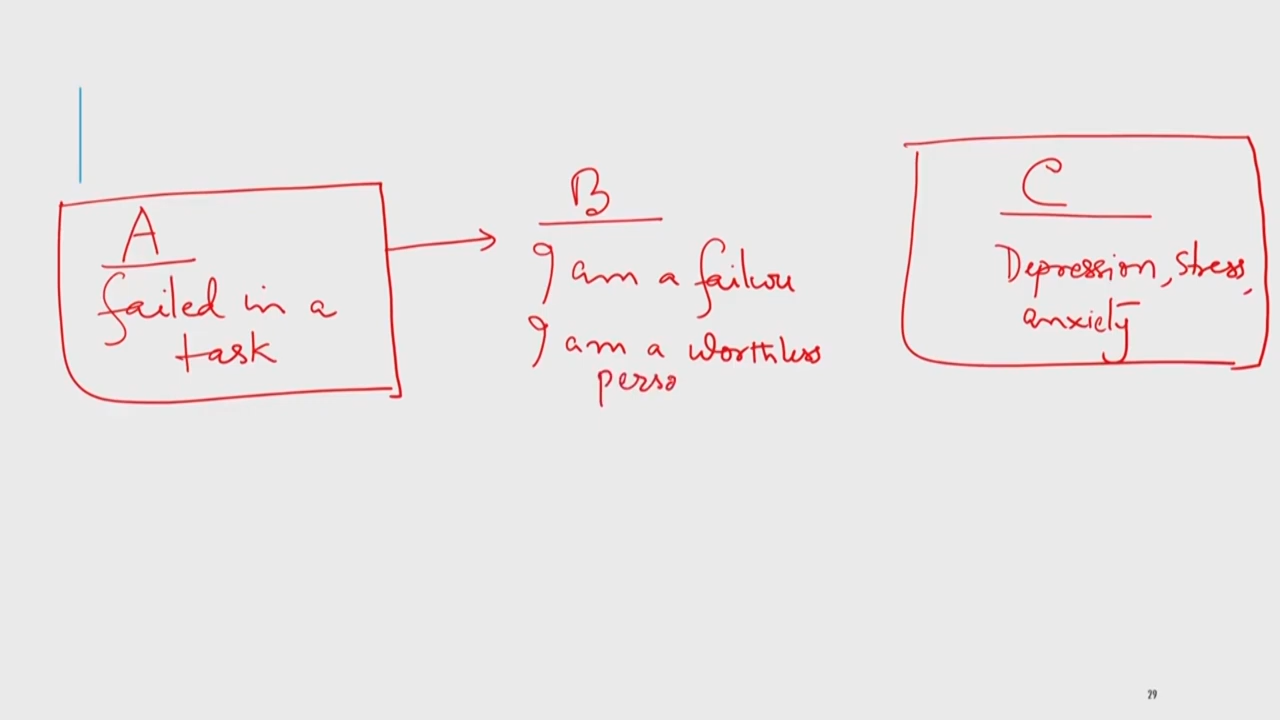 A
failed in a
task
B
I am a failure
I am a worthless
perso
C
Depression, stress,
anxiety
29